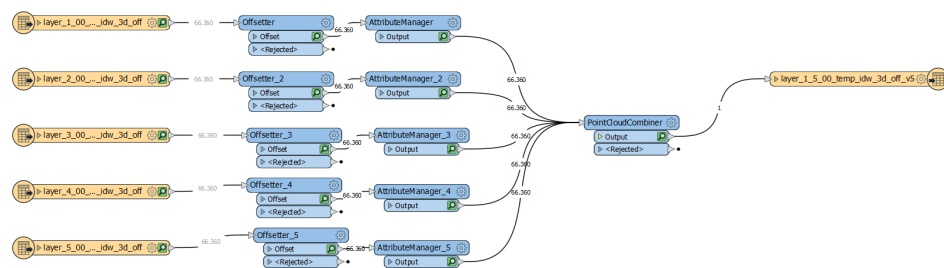 layer_1_00_..._idw_3d_off
66.360
Offsetter
Offset
<Rejected>
66.360
AttributeManager
Output
66.360
layer_2_00_..._idw_3d_off
66.360
Offsetter_2
Offset
<Rejected>
66.360
AttributeManager_2
Output
66.360
layer_1_5_00_temp_idw_3d_off_v5
1
layer_3_00_..._idw_3d_off
66.360
Offsetter_3
Offset
<Rejected>
66.360
AttributeManager_3
Output
66.360
PointCloudCombiner
Output
<Rejected>
layer_4_00_..._idw_3d_off
66.360
Offsetter_4
Offset
<Rejected>
66.360
AttributeManager_4
Output
66.360
layer_5_00_..._idw_3d_off
66.360
Offsetter_5
Offset
<Rejected>
66.360
AttributeManager_5
Output
66.360